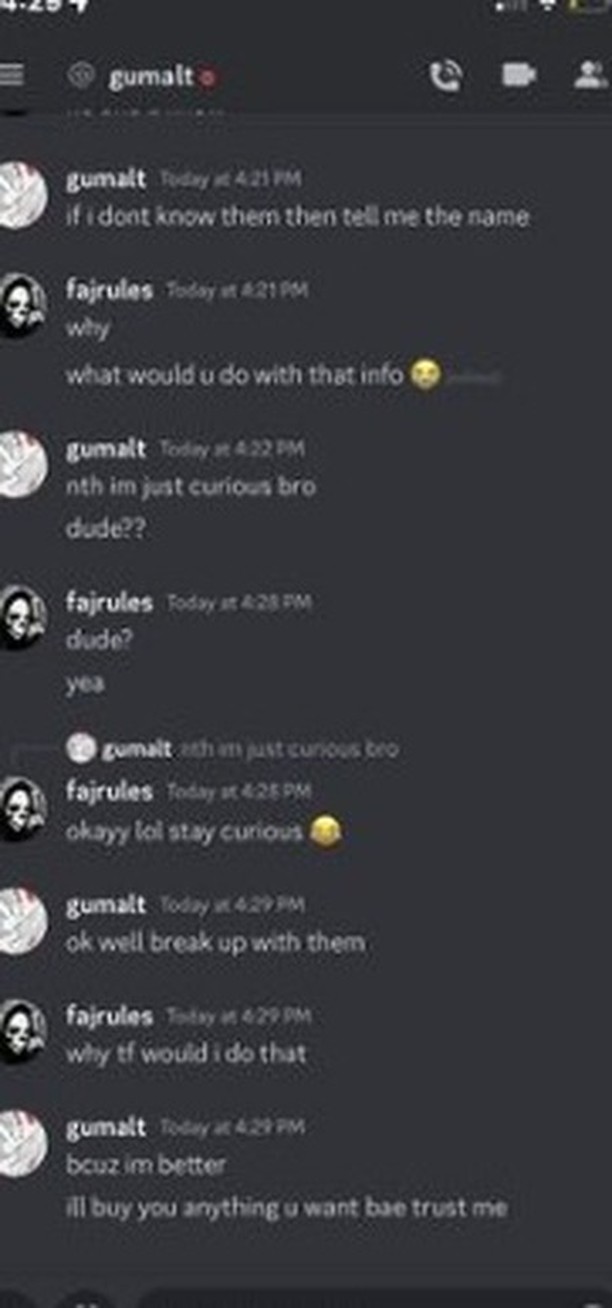 4:29
gumalt
gumalt Today at 4:21 PM
if i dont know them then tell me the name
fajrules Today at 4:21 PM
why
what would u do with that info 😂
gumalt Today at 4:22 PM
nth im just curious bro
dude??
fajrules Today at 4:28 PM
dude?
yea
gumalt nth im just curious bro
fajrules Today at 4:28 PM
okayy lol stay curious 😂
gumalt Today at 4:29 PM
ok well break up with them
fajrules Today at 4:29 PM
why tf would i do that
gumalt Today at 4:29 PM
bcuz im better
ill buy you anything u want bae trust me